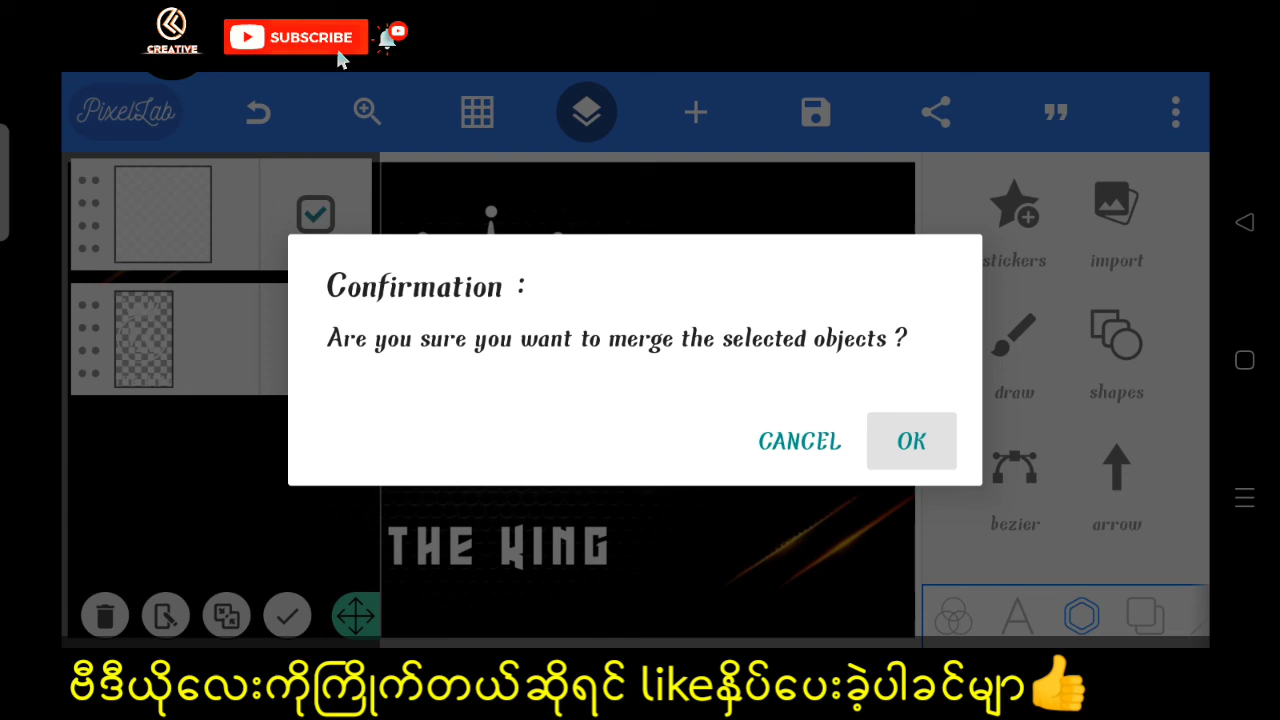 CREATIVE
SUBSCRIBE
PixelLab
stickers
import
Confirmation :
Are you sure you want to merge the selected objects ?
draw
shapes
CANCEL
OK
bezier
arrow
THE KING
ဗီဒီယိုလေးကိုကြိုက်တယ်ဆိုရင် likeနှိပ်ပေးခဲ့ပါခင်မျာ👍